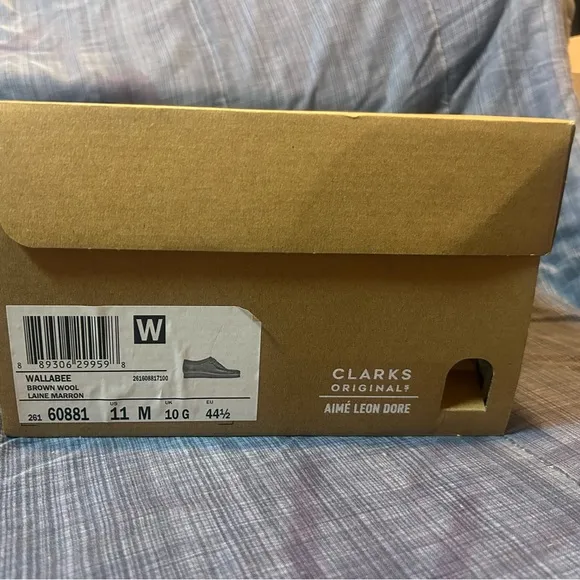 W
8 89306 29959 8
WALLABEE 261608817100
BROWN WOOL
LAINE MARRON
US UK EU
261 60881 11 M 10 G 44½
CLARKS
ORIGINALS
AIMÉ LEON DORE